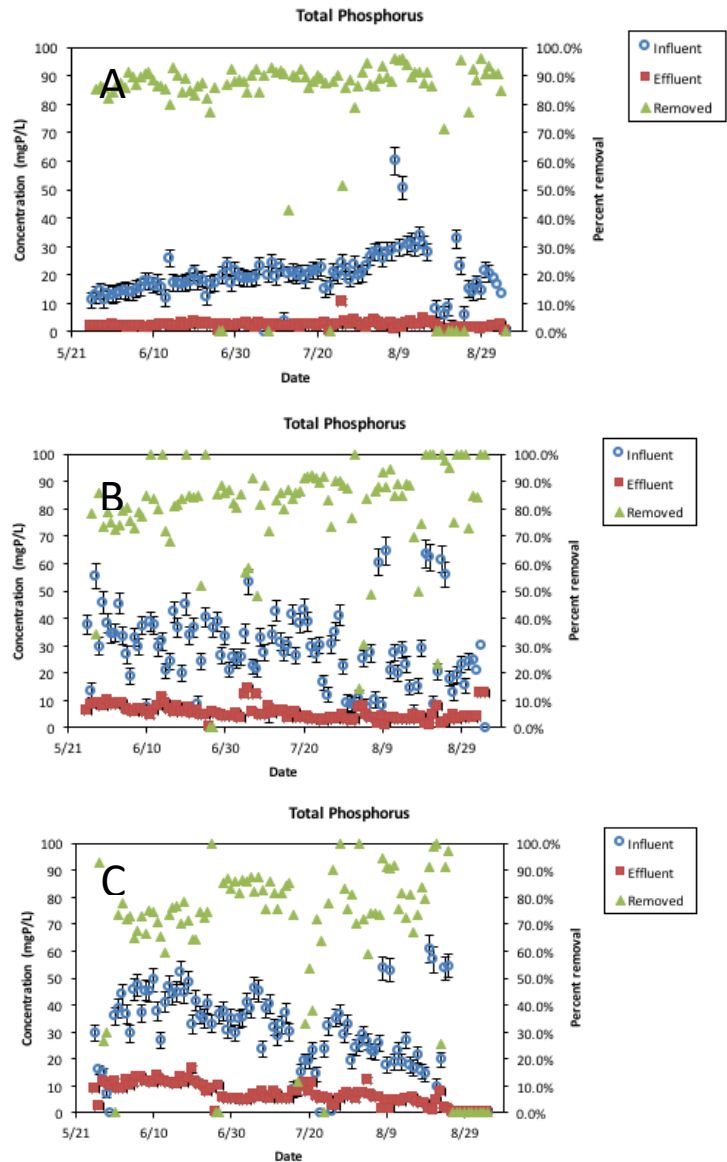 Total Phosphorus
A
Concentration (mgP/L)
100
90
80
70
60
50
40
30
20
10
0
100.0%
90.0%
80.0%
70.0%
60.0%
50.0%
40.0%
30.0%
20.0%
10.0%
0.0%
Percent removal
5/21 6/10 6/30 7/20 8/9 8/29
Date
Influent
Effluent
Removed
Total Phosphorus
B
Concentration (mgP/L)
100
90
80
70
60
50
40
30
20
10
0
100.0%
90.0%
80.0%
70.0%
60.0%
50.0%
40.0%
30.0%
20.0%
10.0%
0.0%
Percent removal
5/21 6/10 6/30 7/20 8/9 8/29
Date
Influent
Effluent
Removed
Total Phosphorus
C
Concentration (mgP/L)
100
90
80
70
60
50
40
30
20
10
0
100.0%
90.0%
80.0%
70.0%
60.0%
50.0%
40.0%
30.0%
20.0%
10.0%
0.0%
Percent removal
5/21 6/10 6/30 7/20 8/9 8/29
Date
Influent
Effluent
Removed